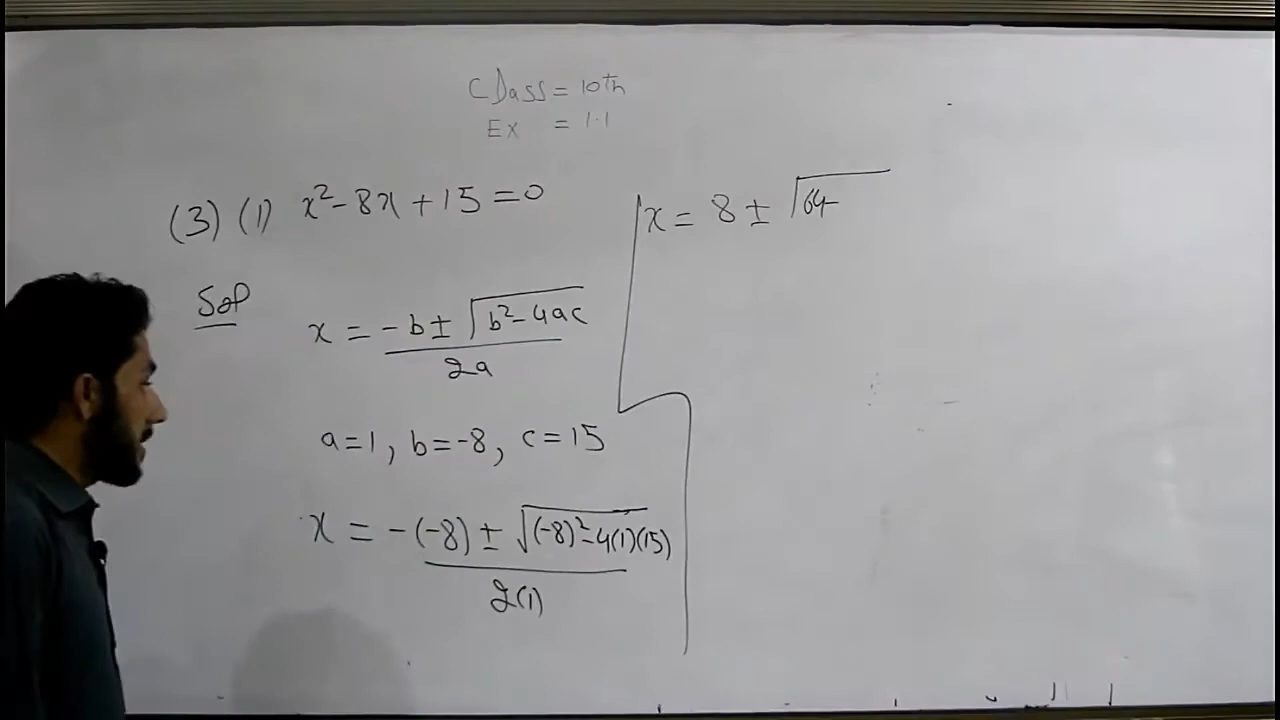 Class = 10th
Ex = 1.1
(3) (1) x² - 8x + 15 = 0
Sol
x = -b ± √b² - 4ac
2a
a = 1, b = -8, c = 15
x = -(-8) ± √(-8)² - 4(1)(15)
2(1)
x = 8 ± √64 -